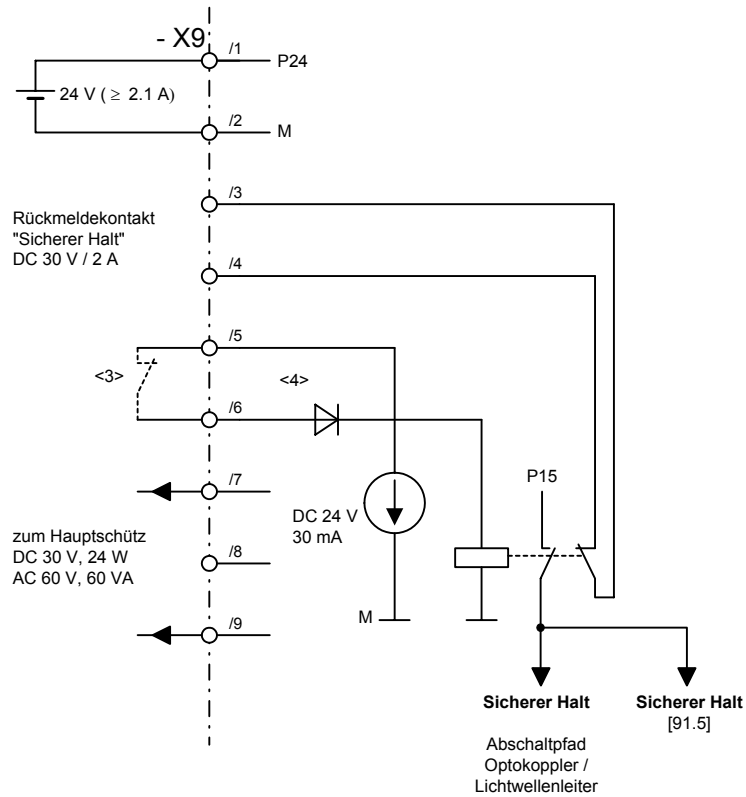 - X9
/1
P24
24 V ( ≥ 2.1 A)
/2
M
/3
Rückmeldekontakt
"Sicherer Halt"
DC 30 V / 2 A
/4
/5
<3>
<4>
/6
/7
P15
DC 24 V
30 mA
zum Hauptschütz
DC 30 V, 24 W
AC 60 V, 60 VA
/8
/9
M
Sicherer Halt
Abschaltpfad
Optokoppler /
Lichtwellenleiter
Sicherer Halt
[91.5]